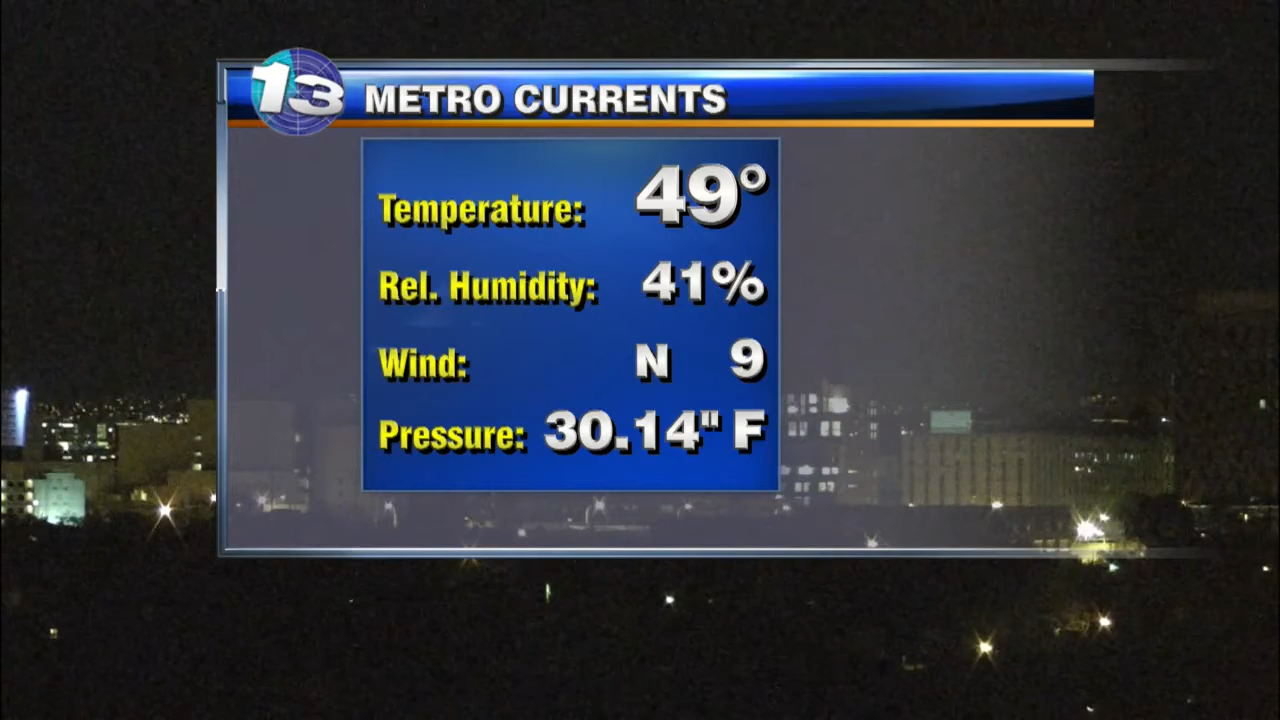 13 METRO CURRENTS
Temperature: 49°
Rel. Humidity: 41%
Wind: N 9
Pressure: 30.14" F